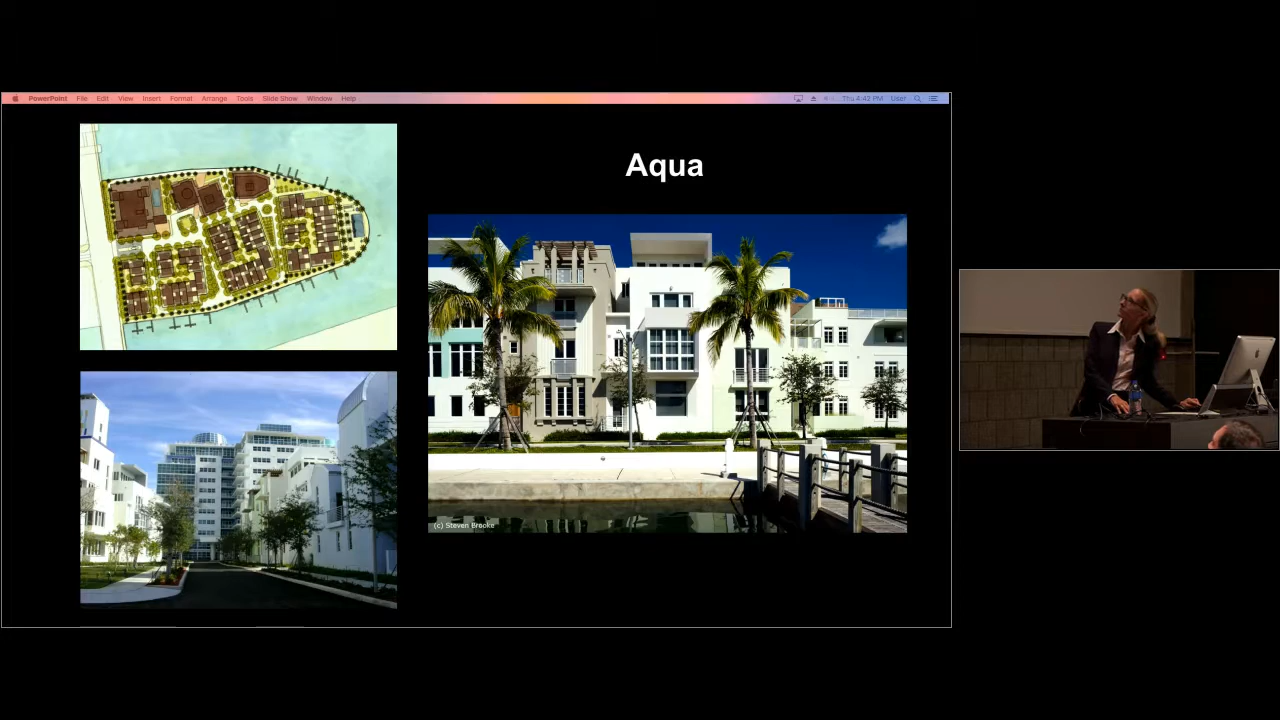 PowerPoint File Edit View Insert Format Arrange Tools Slide Show Window Help Thu 4:42 PM User
Aqua
(c) Steven Brooke